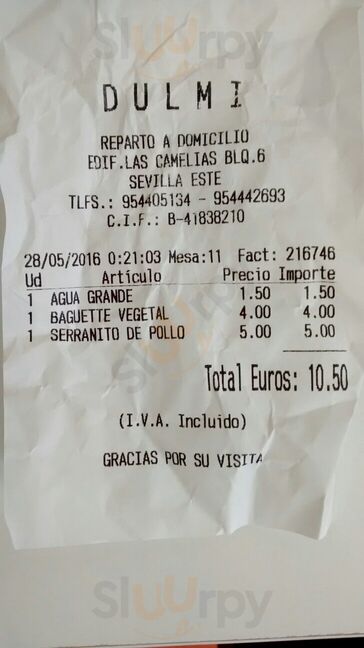 Sluurpy
DULMI
REPARTO A DOMICILIO
EDIF.LAS CAMELIAS BLQ.6
SEVILLA ESTE
TLFS.: 954405134 - 954442693
C.I.F.: B-41838210
28/05/2016 0:21:03 Mesa:11 Fact: 216746
Ud Artículo Precio Importe
1 AGUA GRANDE 1.50 1.50
1 BAGUETTE VEGETAL 4.00 4.00
1 SERRANITO DE POLLO 5.00 5.00
Total Euros: 10.50
(I.V.A. Incluido)
GRACIAS POR SU VISITA
Sluurpy